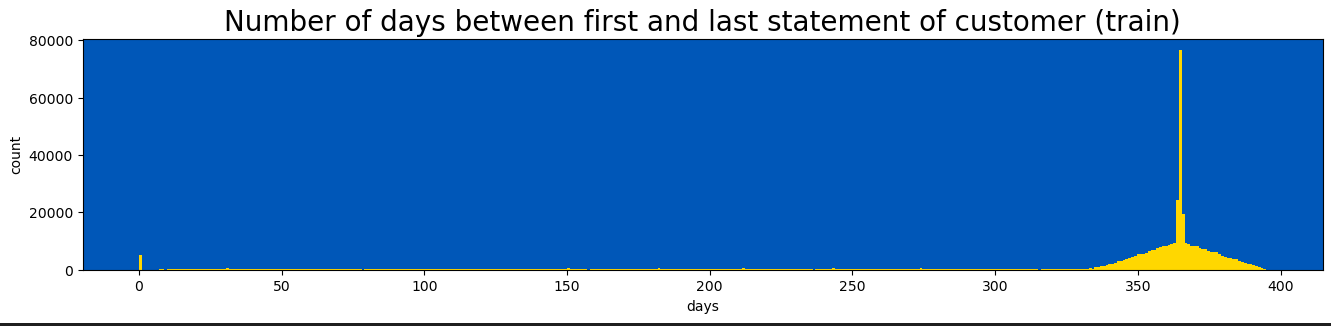 Number of days between first and last statement of customer (train)
80000
60000
40000
20000
0
count
0 50 100 150 200 250 300 350 400
days